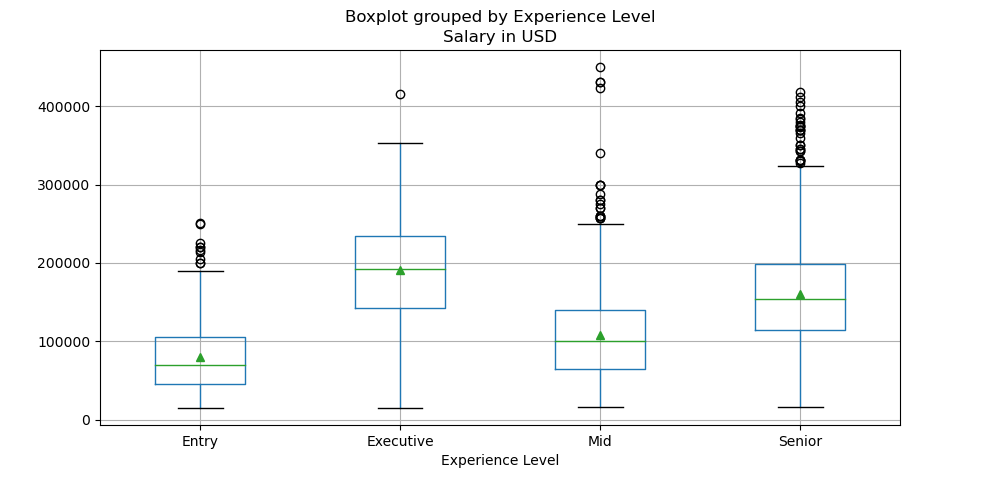 Boxplot grouped by Experience Level
Salary in USD
400000
300000
200000
100000
0
Entry Executive Mid Senior
Experience Level